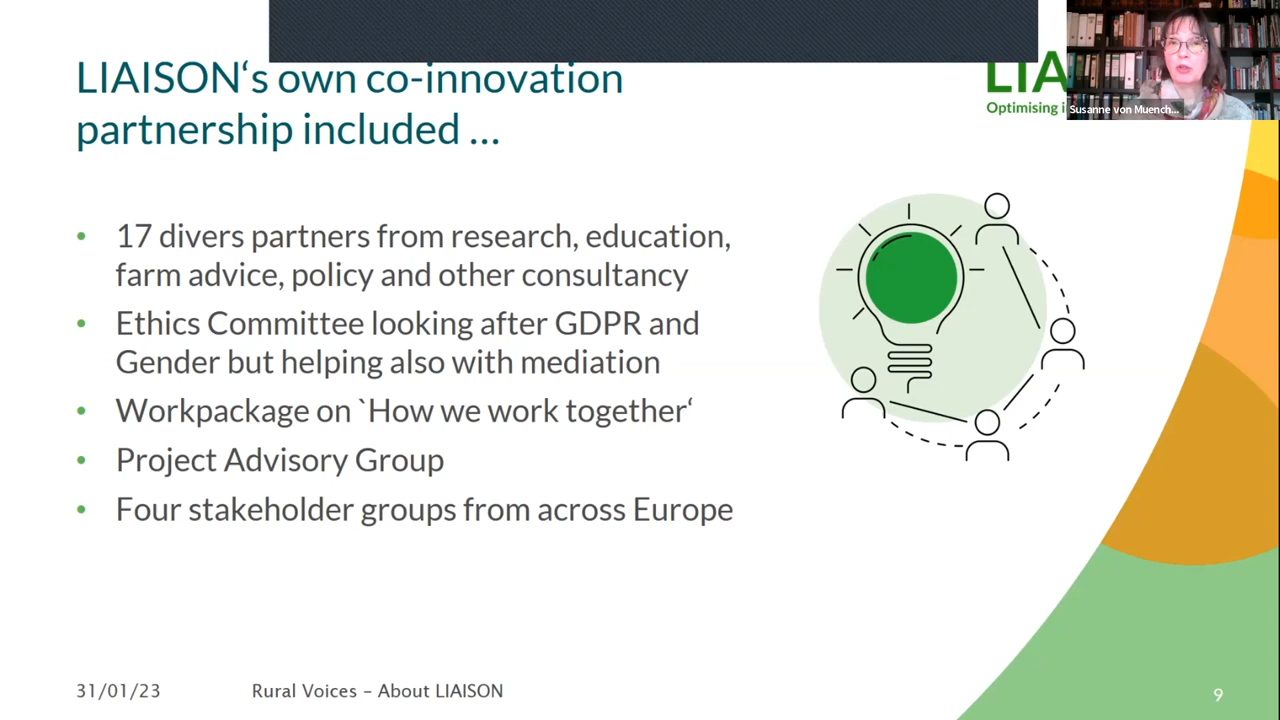 LIAISON‘s own co-innovation
partnership included ...
LIA
Optimising i
Susanne von Muench...
• 17 divers partners from research, education,
farm advice, policy and other consultancy
• Ethics Committee looking after GDPR and
Gender but helping also with mediation
• Workpackage on `How we work together‘
• Project Advisory Group
• Four stakeholder groups from across Europe
31/01/23
Rural Voices – About LIAISON
9